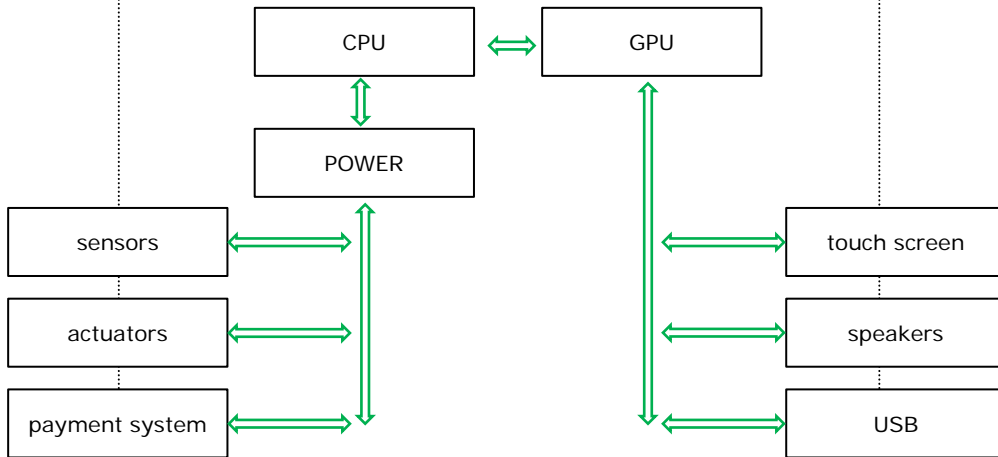 CPU
GPU
POWER
sensors
touch screen
actuators
speakers
payment system
USB